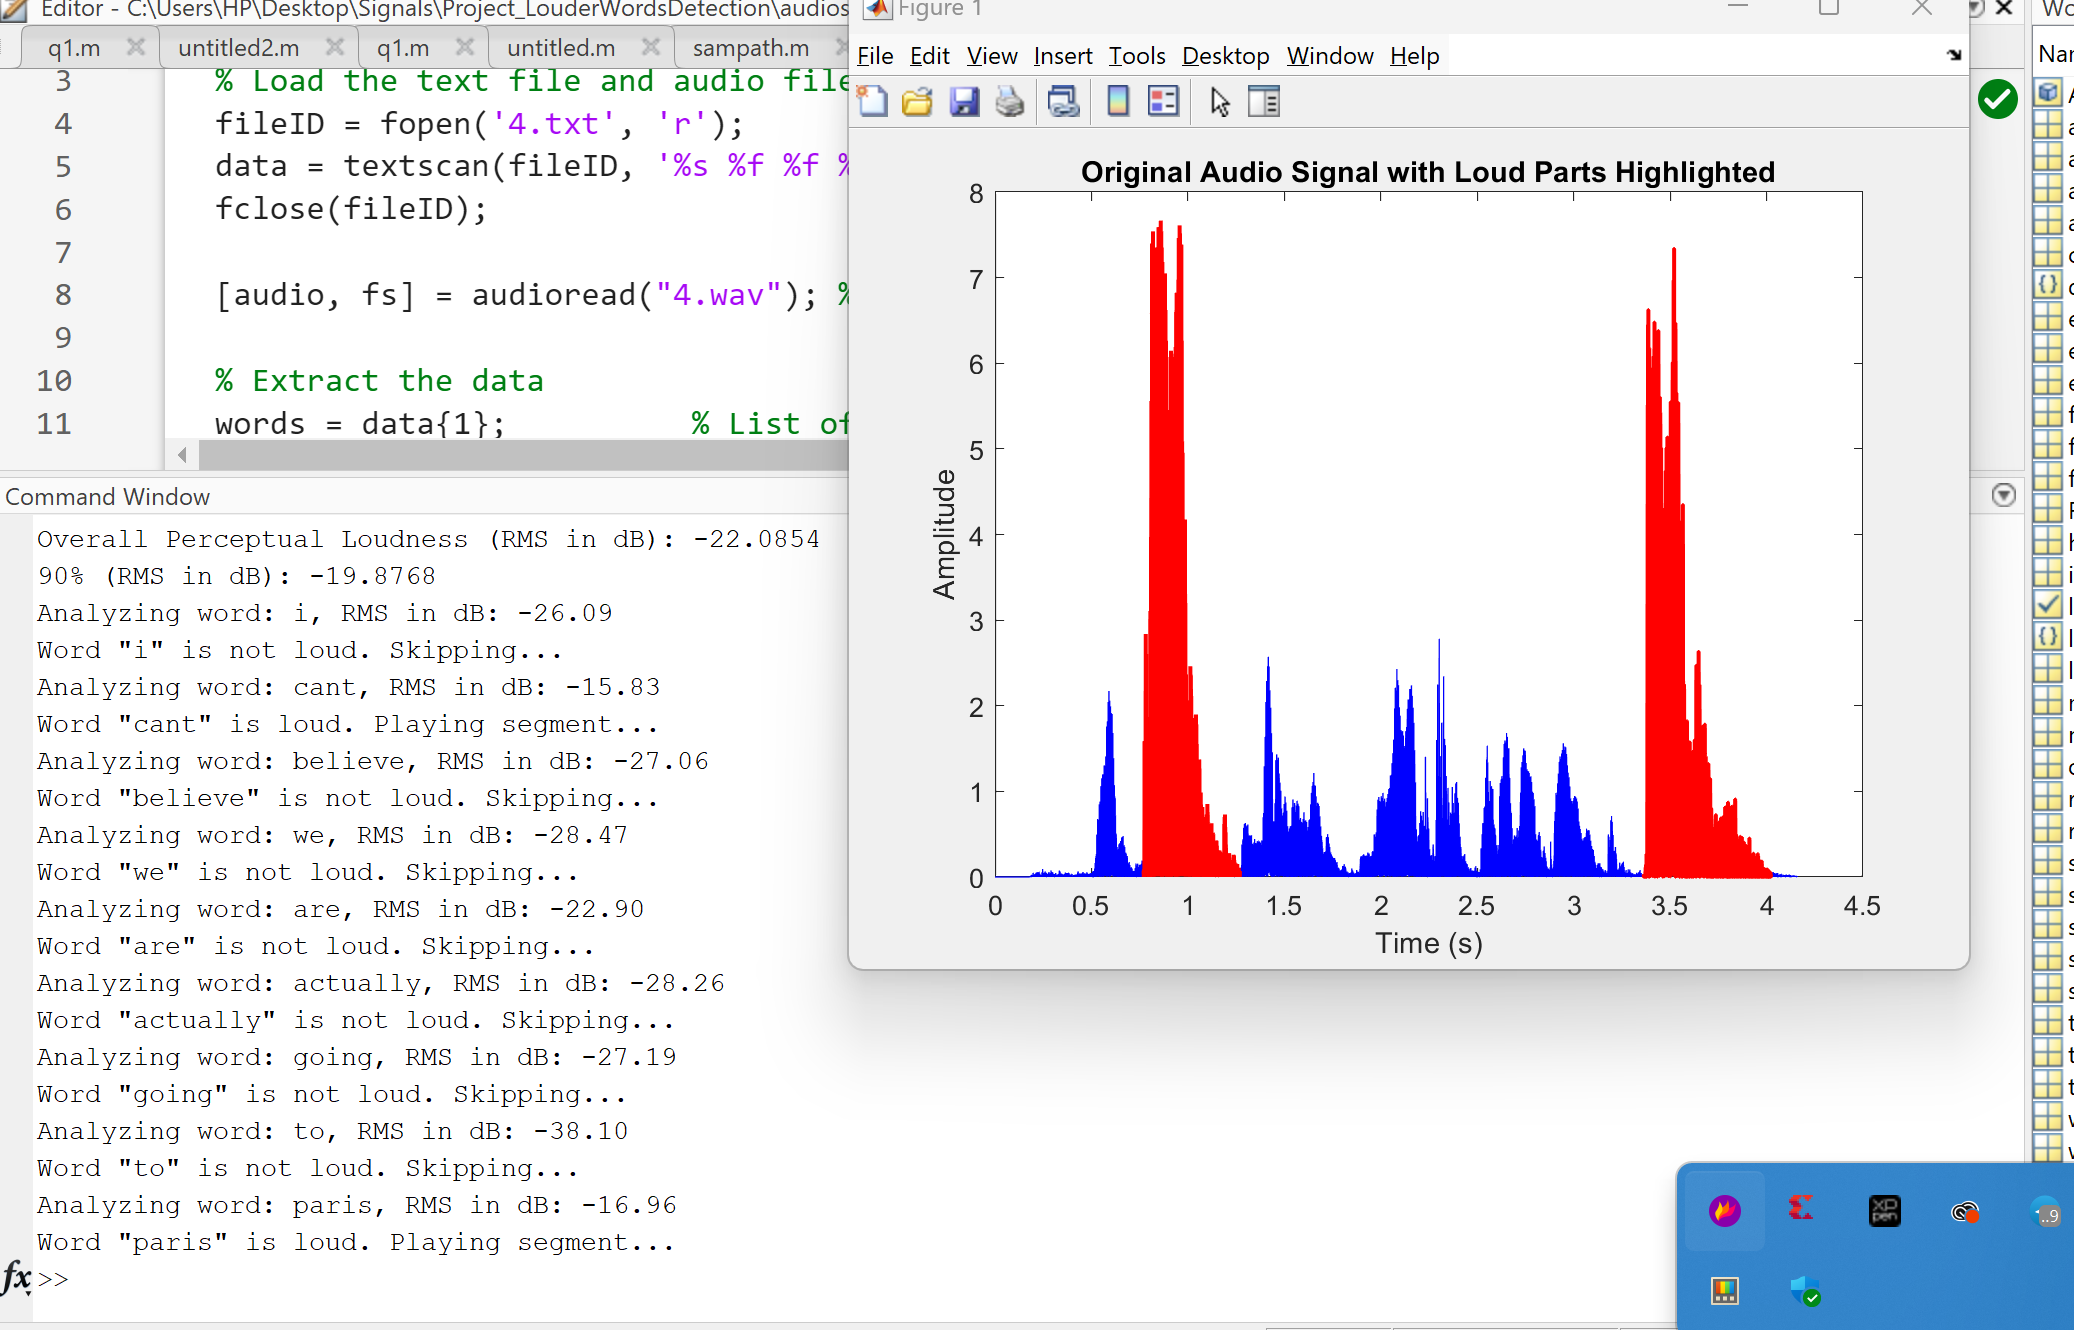 Editor - C:\Users\HP\Desktop\Signals\Project_LouderWordsDetection\audios
q1.m untitled2.m q1.m untitled.m sampath.m
3 % Load the text file and audio file
4 fileID = fopen('4.txt', 'r');
5 data = textscan(fileID, '%s %f %f %
6 fclose(fileID);
7
8 [audio, fs] = audioread("4.wav"); %
9
10 % Extract the data
11 words = data{1}; % List of
Command Window
Overall Perceptual Loudness (RMS in dB): -22.0854
90% (RMS in dB): -19.8768
Analyzing word: i, RMS in dB: -26.09
Word "i" is not loud. Skipping...
Analyzing word: cant, RMS in dB: -15.83
Word "cant" is loud. Playing segment...
Analyzing word: believe, RMS in dB: -27.06
Word "believe" is not loud. Skipping...
Analyzing word: we, RMS in dB: -28.47
Word "we" is not loud. Skipping...
Analyzing word: are, RMS in dB: -22.90
Word "are" is not loud. Skipping...
Analyzing word: actually, RMS in dB: -28.26
Word "actually" is not loud. Skipping...
Analyzing word: going, RMS in dB: -27.19
Word "going" is not loud. Skipping...
Analyzing word: to, RMS in dB: -38.10
Word "to" is not loud. Skipping...
Analyzing word: paris, RMS in dB: -16.96
Word "paris" is loud. Playing segment...
fx >>
Figure 1
File Edit View Insert Tools Desktop Window Help
Original Audio Signal with Loud Parts Highlighted
8
7
6
5
4
3
2
1
0
Amplitude
0 0.5 1 1.5 2 2.5 3 3.5 4 4.5
Time (s)
XP
pen
..9